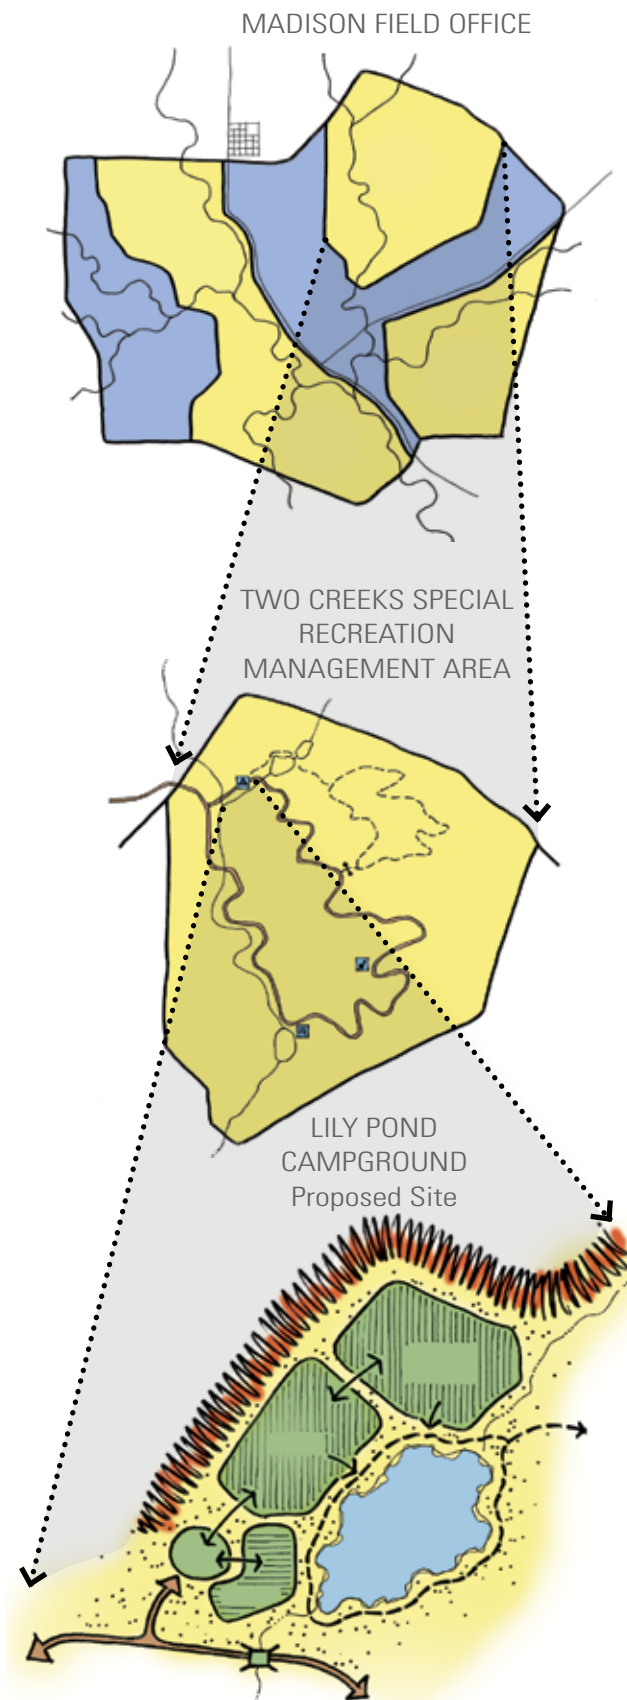 MADISON FIELD OFFICE
TWO CREEKS SPECIAL
RECREATION
MANAGEMENT AREA
LILY POND
CAMPGROUND
Proposed Site